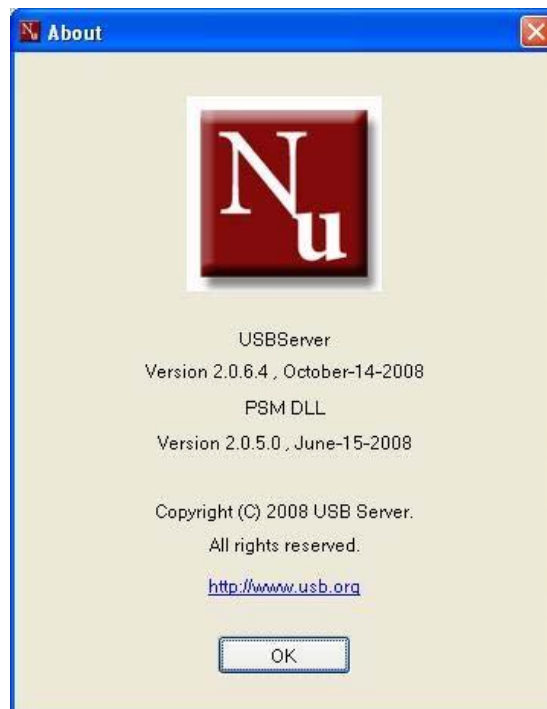 Nu About
Nu
USBServer
Version 2.0.6.4 , October-14-2008
PSM DLL
Version 2.0.5.0 , June-15-2008
Copyright (C) 2008 USB Server.
All rights reserved.
http://www.usb.org
OK